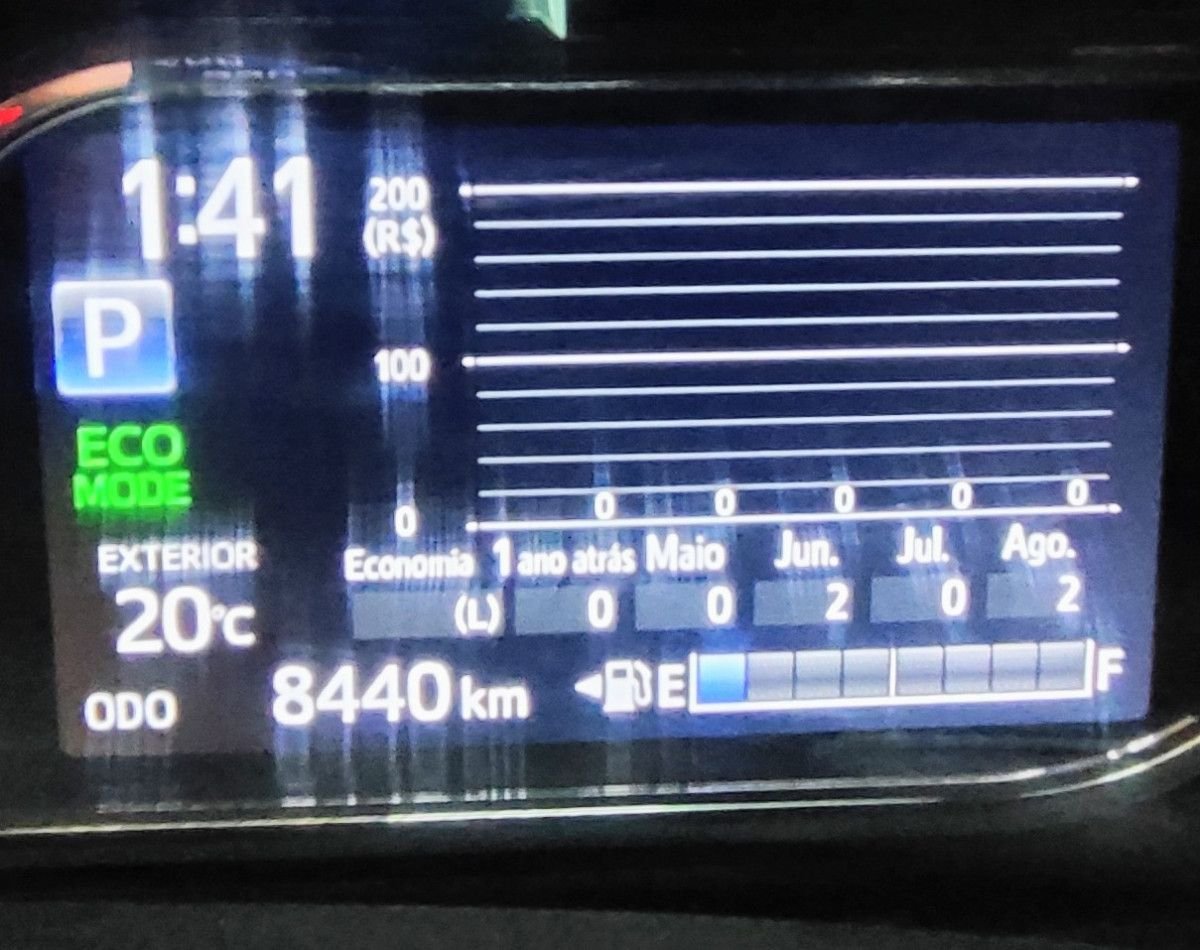 1:41
200
(R$)
P
100
ECO
MODE
0 0 0 0 0 0
EXTERIOR
20°C
Economia 1 ano atrás Maio Jun. Jul. Ago.
(L) 0 0 2 0 2
ODO 8440 km
E F